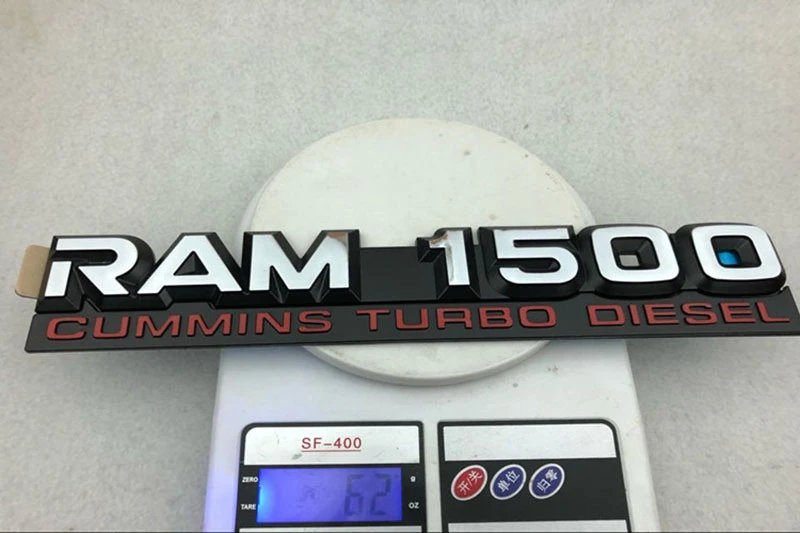 RAM 1500
CUMMINS TURBO DIESEL
SF-400
ZERO
TARE
62
g
OZ
开/关
单位
归零